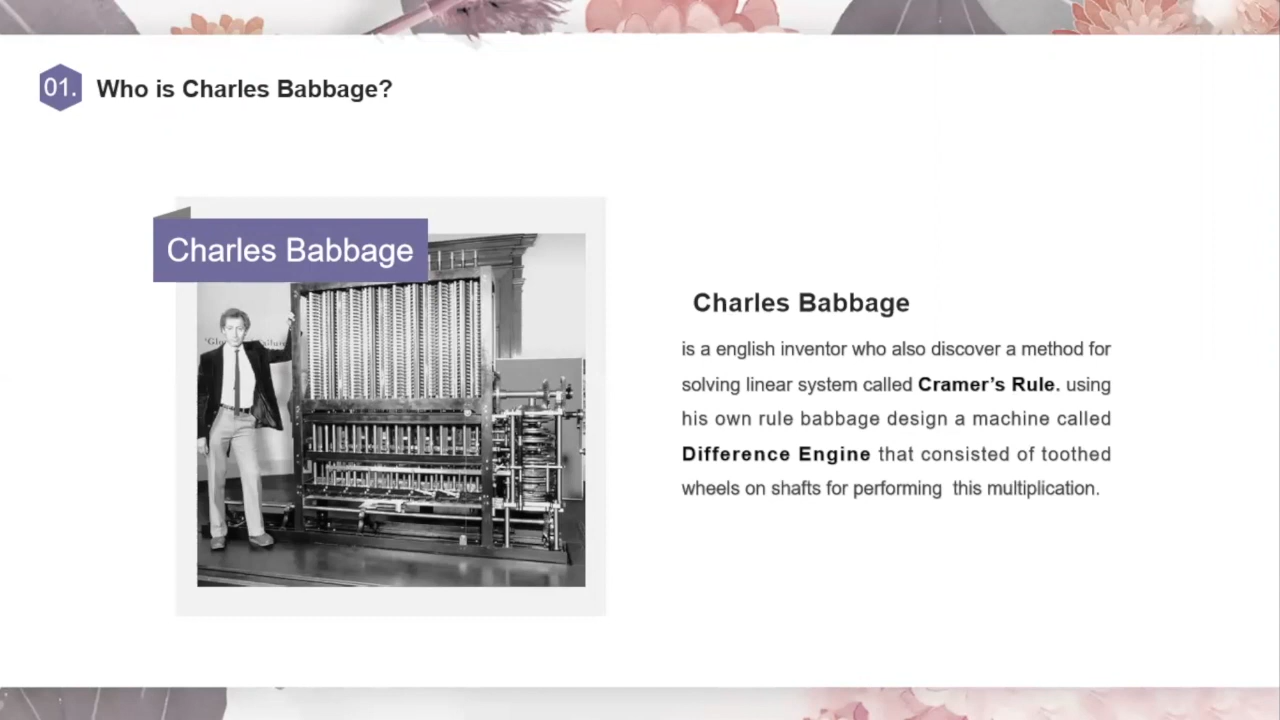 01. Who is Charles Babbage?
Charles Babbage
Charles Babbage
is a english inventor who also discover a method for
solving linear system called Cramer’s Rule. using
his own rule babbage design a machine called
Difference Engine that consisted of toothed
wheels on shafts for performing this multiplication.